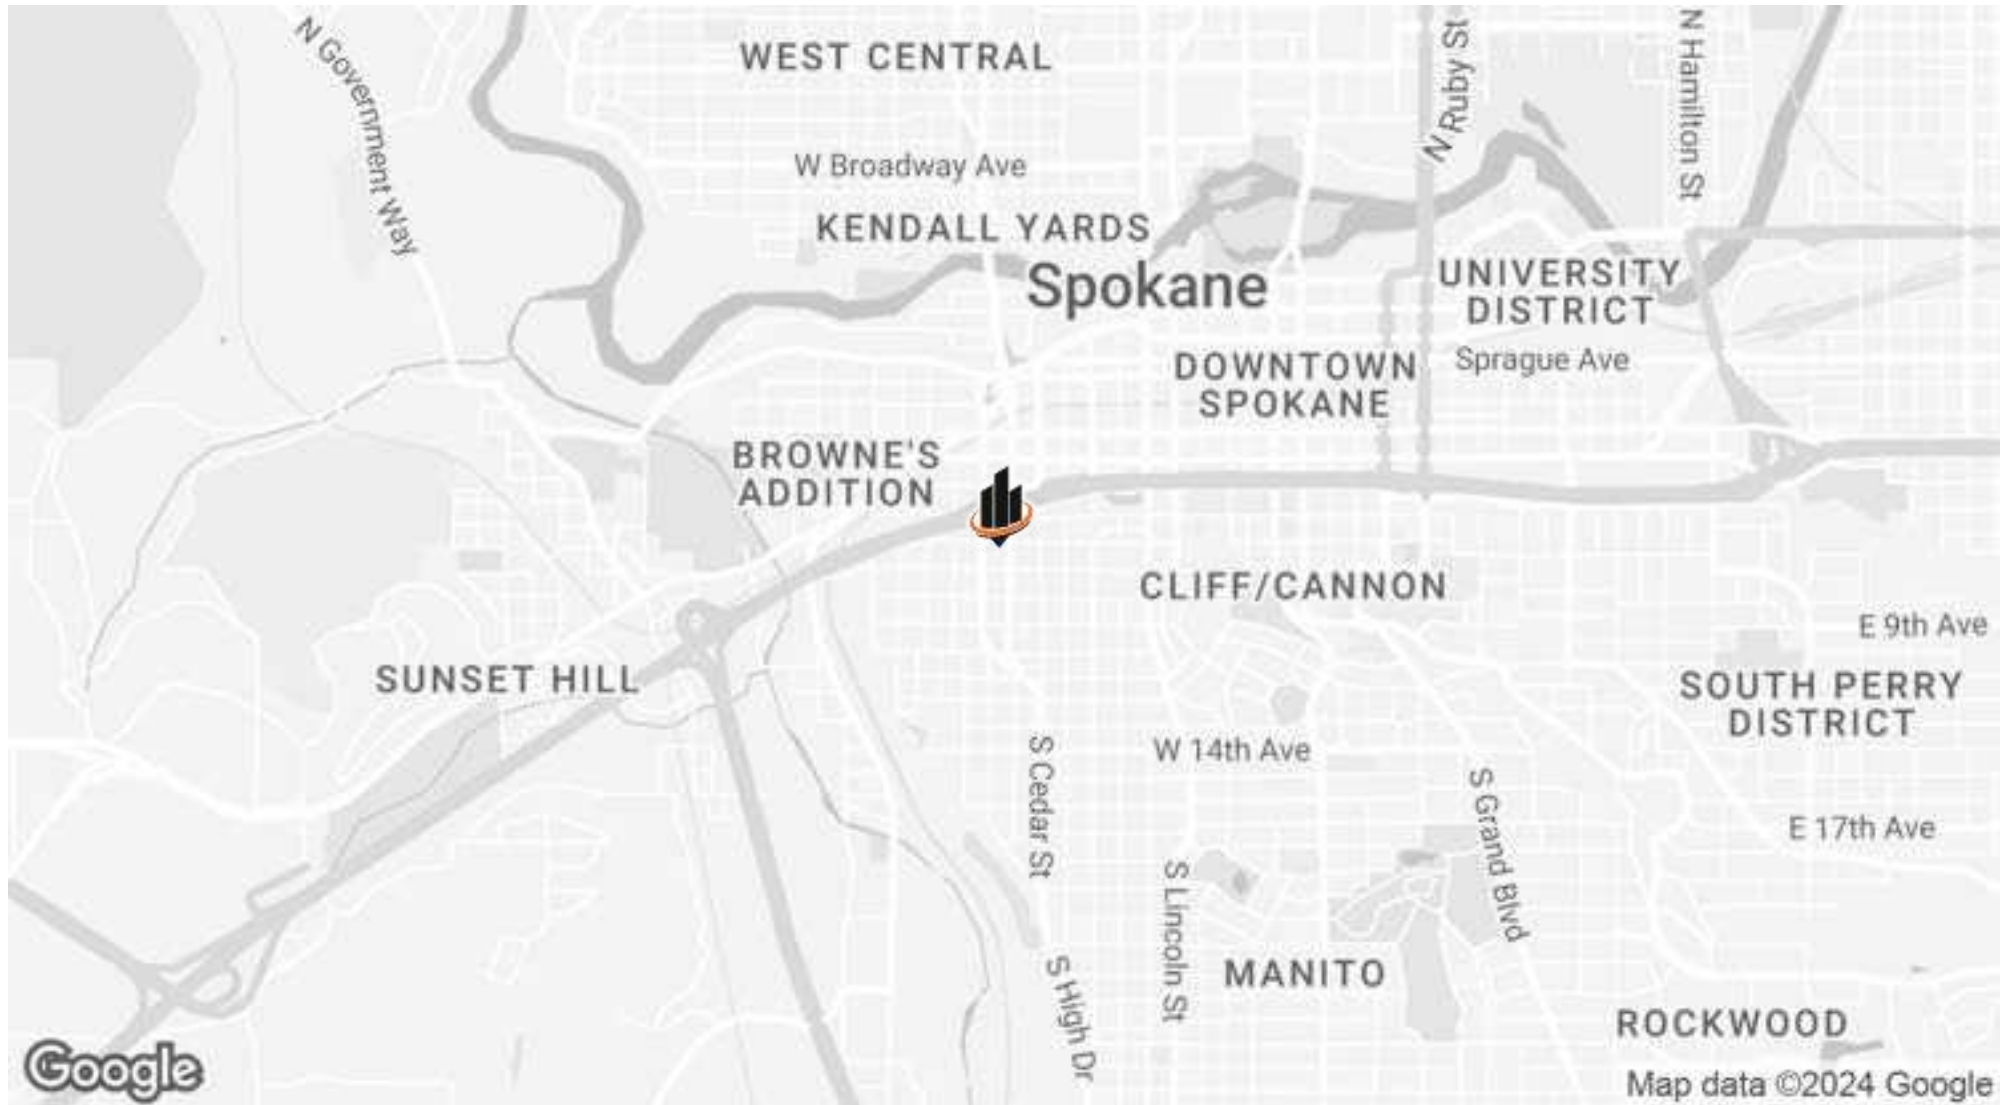 N Government Way
WEST CENTRAL
N Ruby St
N Hamilton St
W Broadway Ave
KENDALL YARDS
Spokane
UNIVERSITY
DISTRICT
DOWNTOWN
SPOKANE
Sprague Ave
BROWNE'S
ADDITION
CLIFF/CANNON
E 9th Ave
SUNSET HILL
SOUTH PERRY
DISTRICT
S Cedar St
W 14th Ave
S Grand Blvd
E 17th Ave
S Lincoln St
S High Dr
MANITO
ROCKWOOD
Google
Map data ©2024 Google